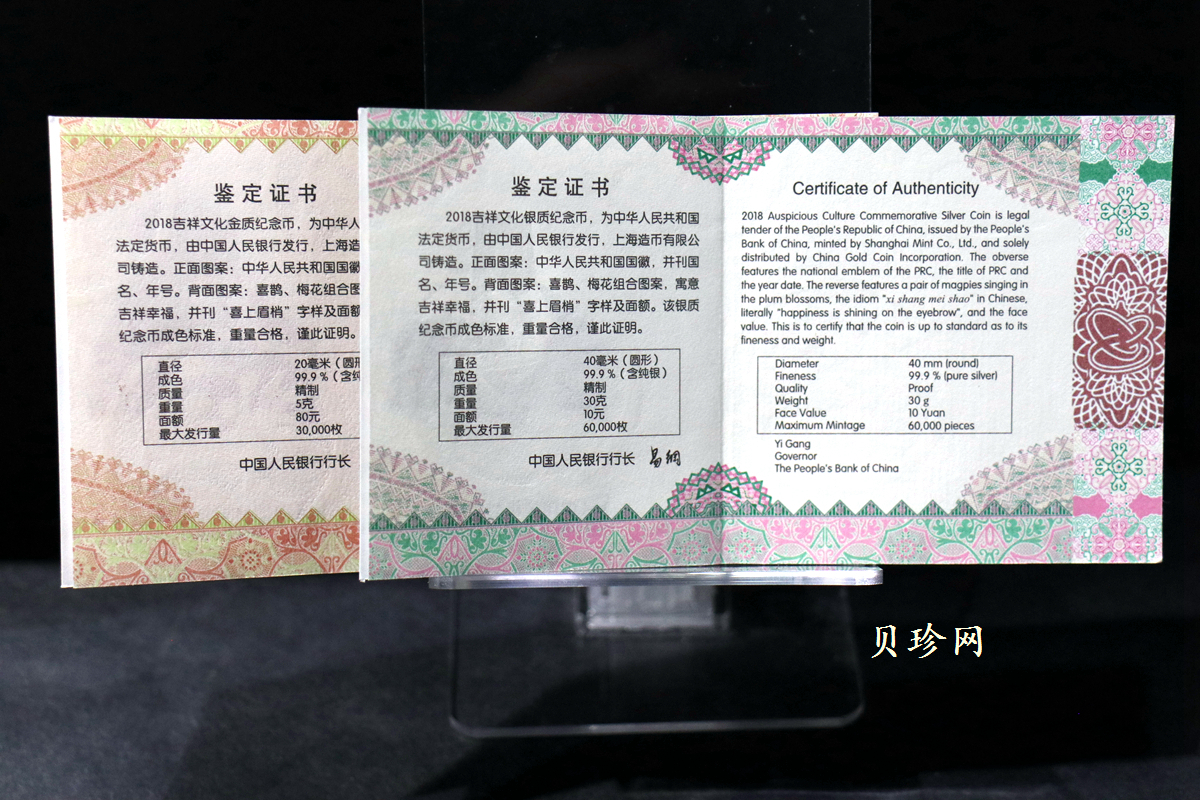 鉴定证书
2018吉祥文化金质纪念币，为中华人
法定货币，由中国人民银行发行，上海造
司铸造。正面图案：中华人民共和国国徽
名、年号。背面图案：喜鹊、梅花组合图
吉祥幸福，并刊“喜上眉梢”字样及面额
纪念币成色标准，重量合格，谨此证明。
直径 20毫米（圆形
成色 99.9％（含纯
质量 精制
重量 5克
面额 80元
最大发行量 30,000枚
中国人民银行行长
鉴定证书
2018吉祥文化银质纪念币，为中华人民共和国
法定货币，由中国人民银行发行，上海造币有限公
司铸造。正面图案：中华人民共和国国徽，并刊国
名、年号。背面图案：喜鹊、梅花组合图案，寓意
吉祥幸福，并刊“喜上眉梢”字样及面额。该银质
纪念币成色标准，重量合格，谨此证明。
直径 40毫米（圆形）
成色 99.9％（含纯银）
质量 精制
重量 30克
面额 10元
最大发行量 60,000枚
中国人民银行行长 易纲
Certificate of Authenticity
2018 Auspicious Culture Commemorative Silver Coin is legal
tender of the People's Republic of China, issued by the People's
Bank of China, minted by Shanghai Mint Co., Ltd., and solely
distributed by China Gold Coin Incorporation. The obverse
features the national emblem of the PRC, the title of PRC and
the year date. The reverse features a pair of magpies singing in
the plum blossoms, the idiom "xi shang mei shao" in Chinese,
literally "happiness is shining on the eyebrow", and the face
value. This is to certify that the coin is up to standard as to its
fineness and weight.
Diameter 40 mm (round)
Fineness 99.9 % (pure silver)
Quality Proof
Weight 30 g
Face Value 10 Yuan
Maximum Mintage 60,000 pieces
Yi Gang
Governor
The People's Bank of China
贝珍网